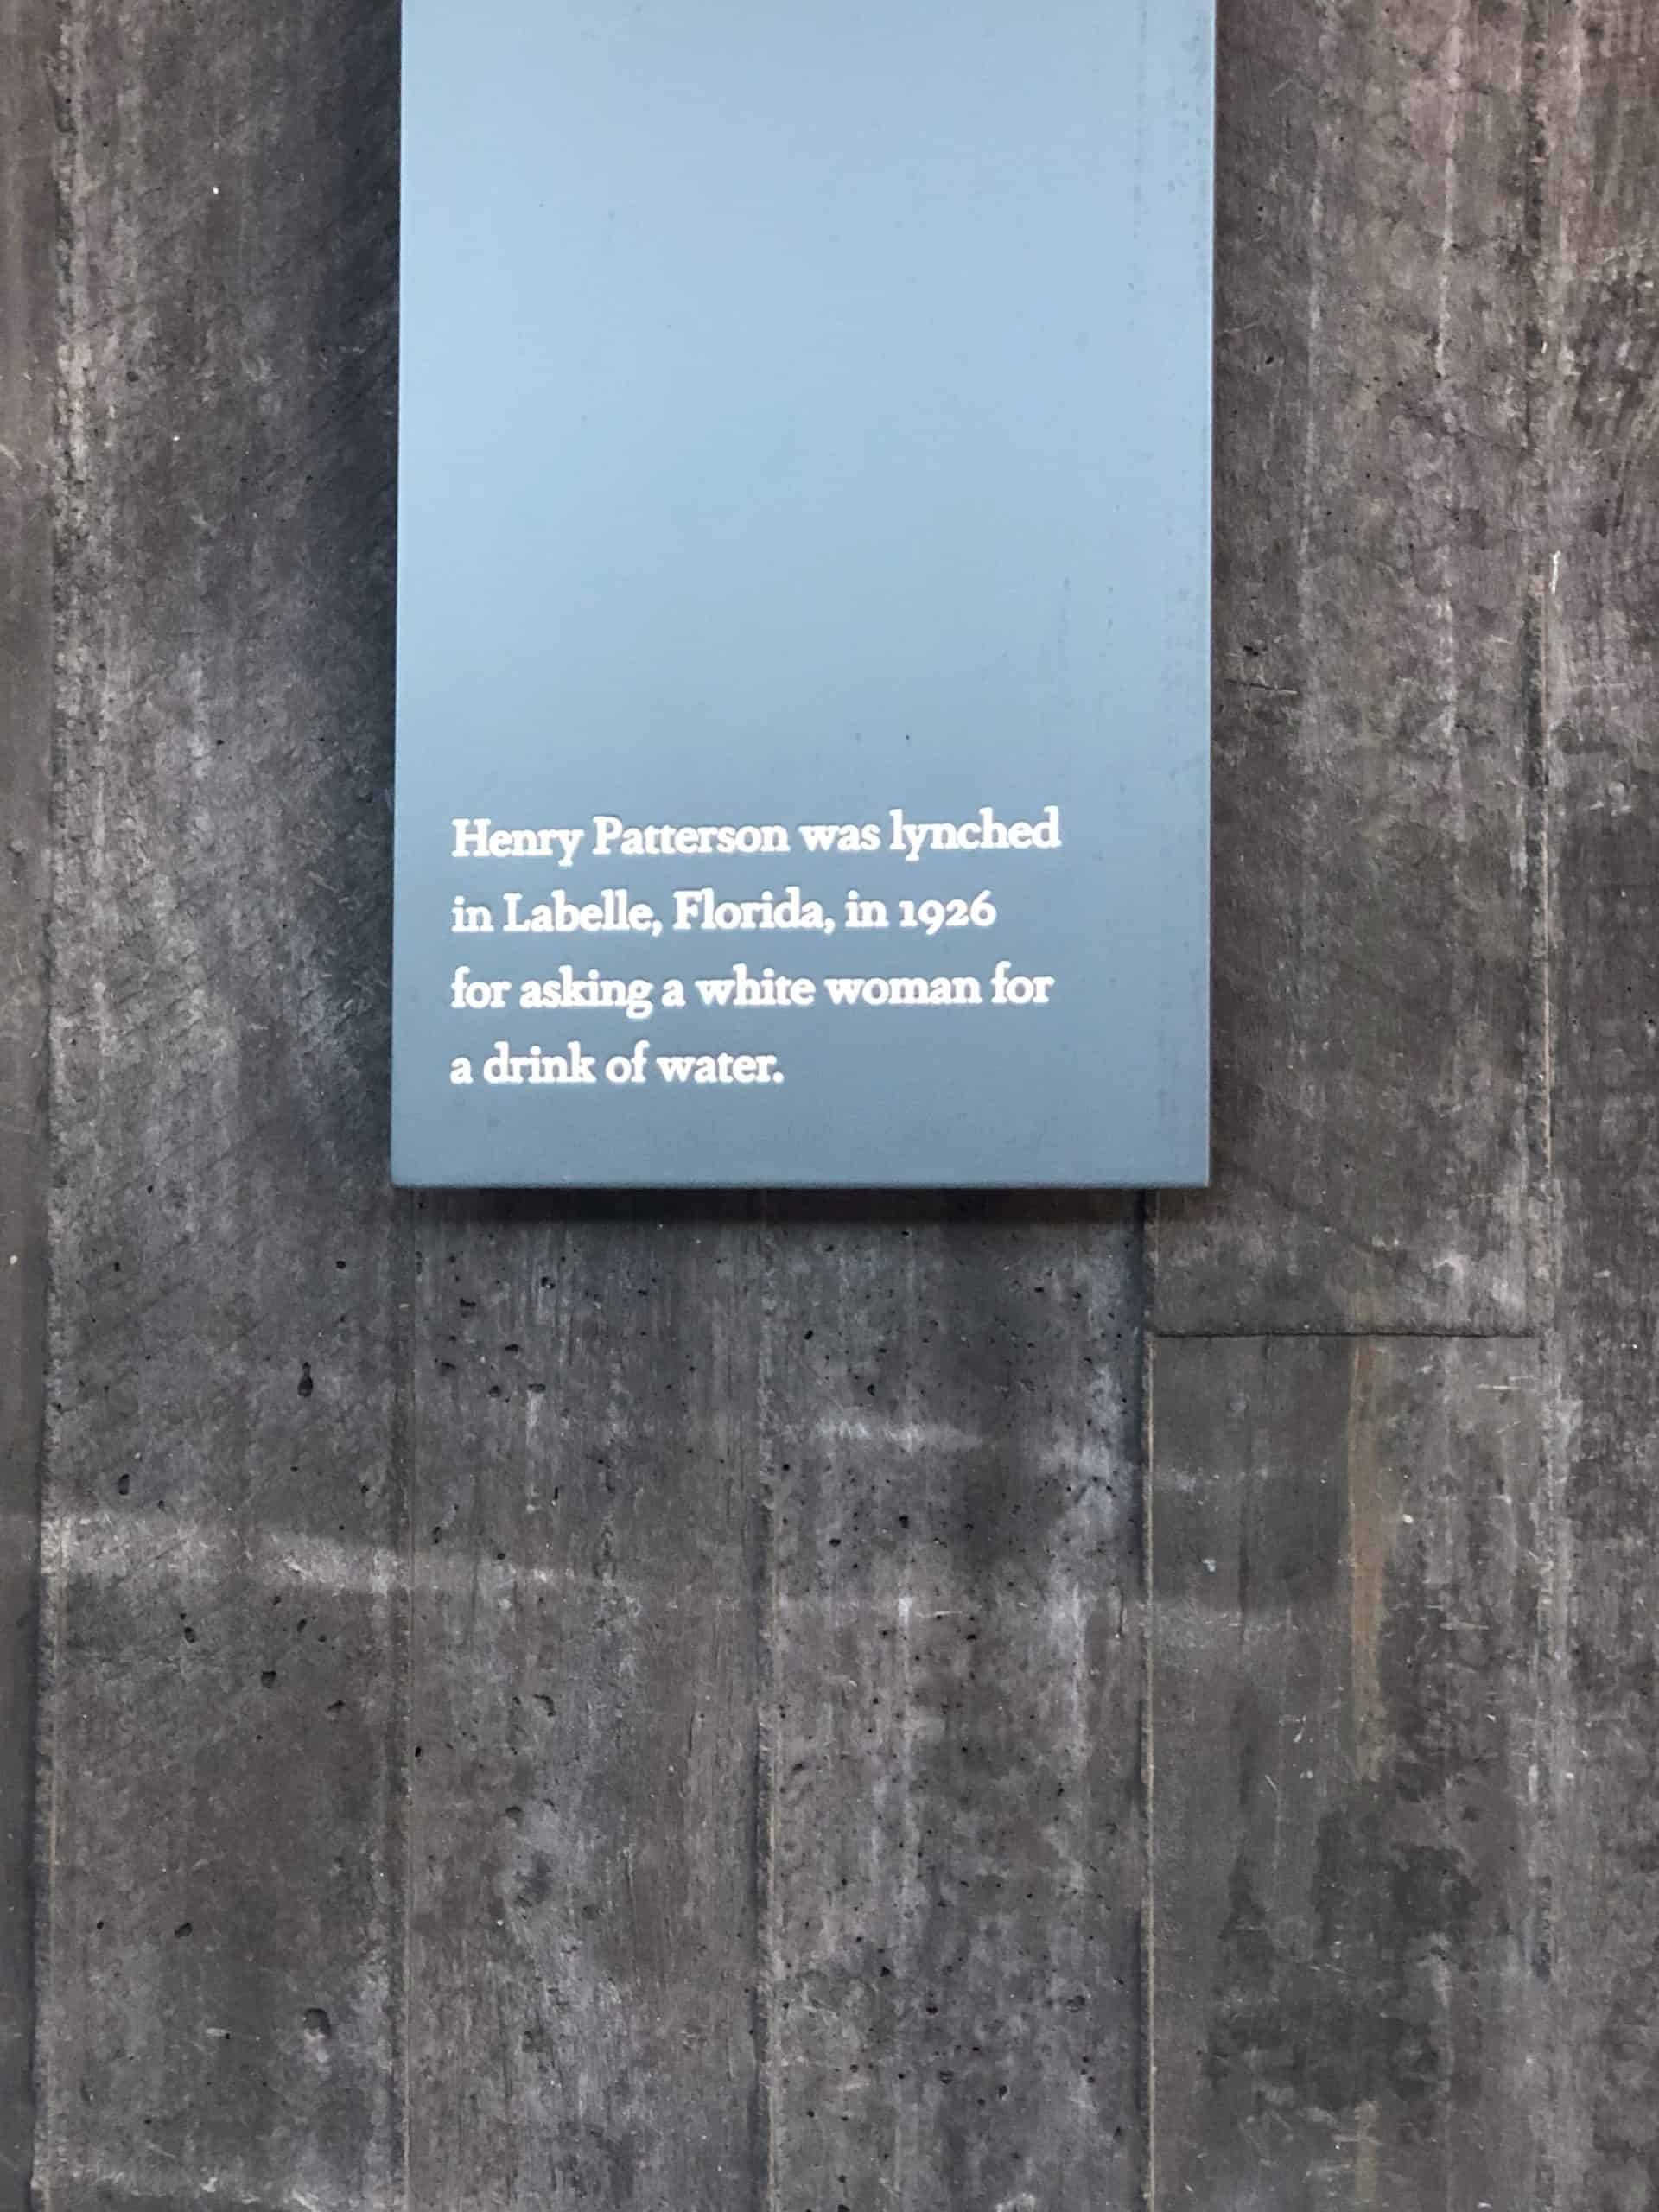 Henry Patterson was lynched
in Labelle, Florida, in 1926
for asking a white woman for
a drink of water.